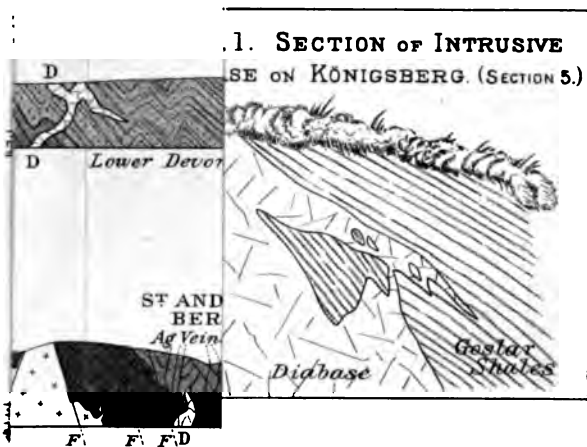 .1. SECTION OF INTRUSIVE
SE ON KÖNIGSBERG. (SECTION 5.)
D
D Lower Devon
ST AND
BER
Ag Vein
Diabase
Goslar
Shales
F F F D